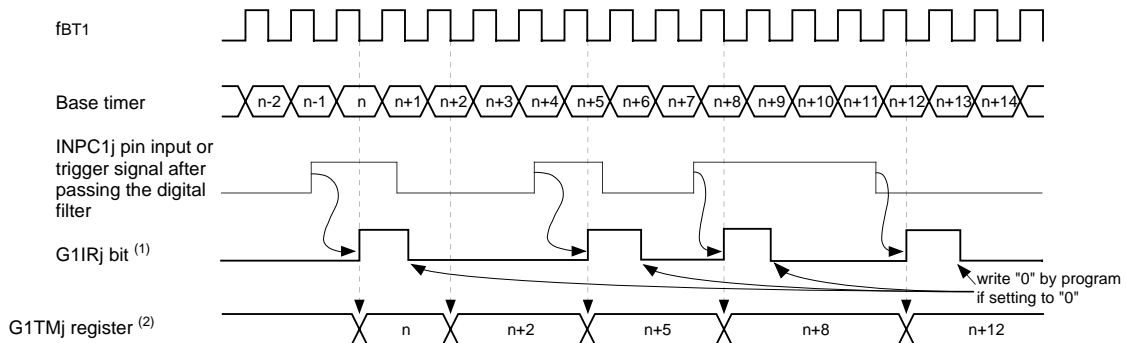 fBT1
Base timer
n-2 n-1 n n+1 n+2 n+3 n+4 n+5 n+6 n+7 n+8 n+9 n+10 n+11 n+12 n+13 n+14
INPC1j pin input or
trigger signal after
passing the digital
filter
G1IRj bit (1)
write "0" by program
if setting to "0"
G1TMj register (2)
n n+2 n+5 n+8 n+12